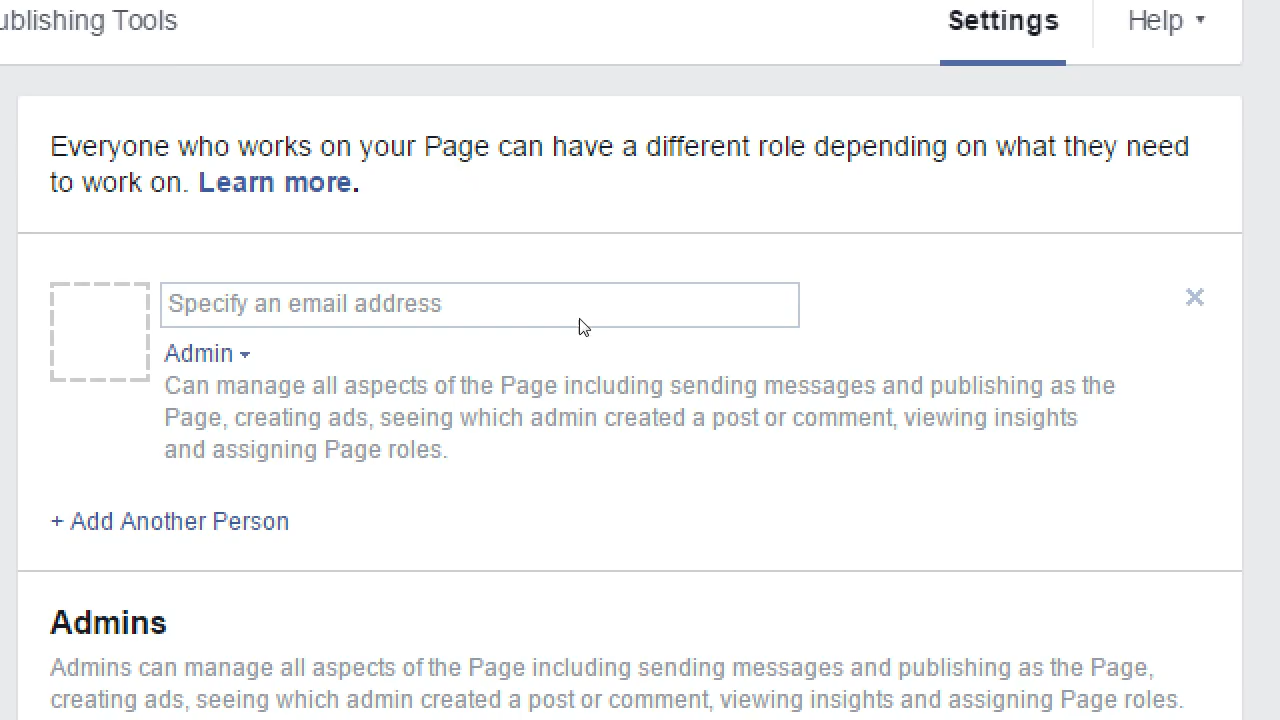 ublishing Tools
Settings
Help
Everyone who works on your Page can have a different role depending on what they need
to work on. Learn more.
Specify an email address
Admin
Can manage all aspects of the Page including sending messages and publishing as the
Page, creating ads, seeing which admin created a post or comment, viewing insights
and assigning Page roles.
+ Add Another Person
Admins
Admins can manage all aspects of the Page including sending messages and publishing as the Page,
creating ads, seeing which admin created a post or comment, viewing insights and assigning Page roles.